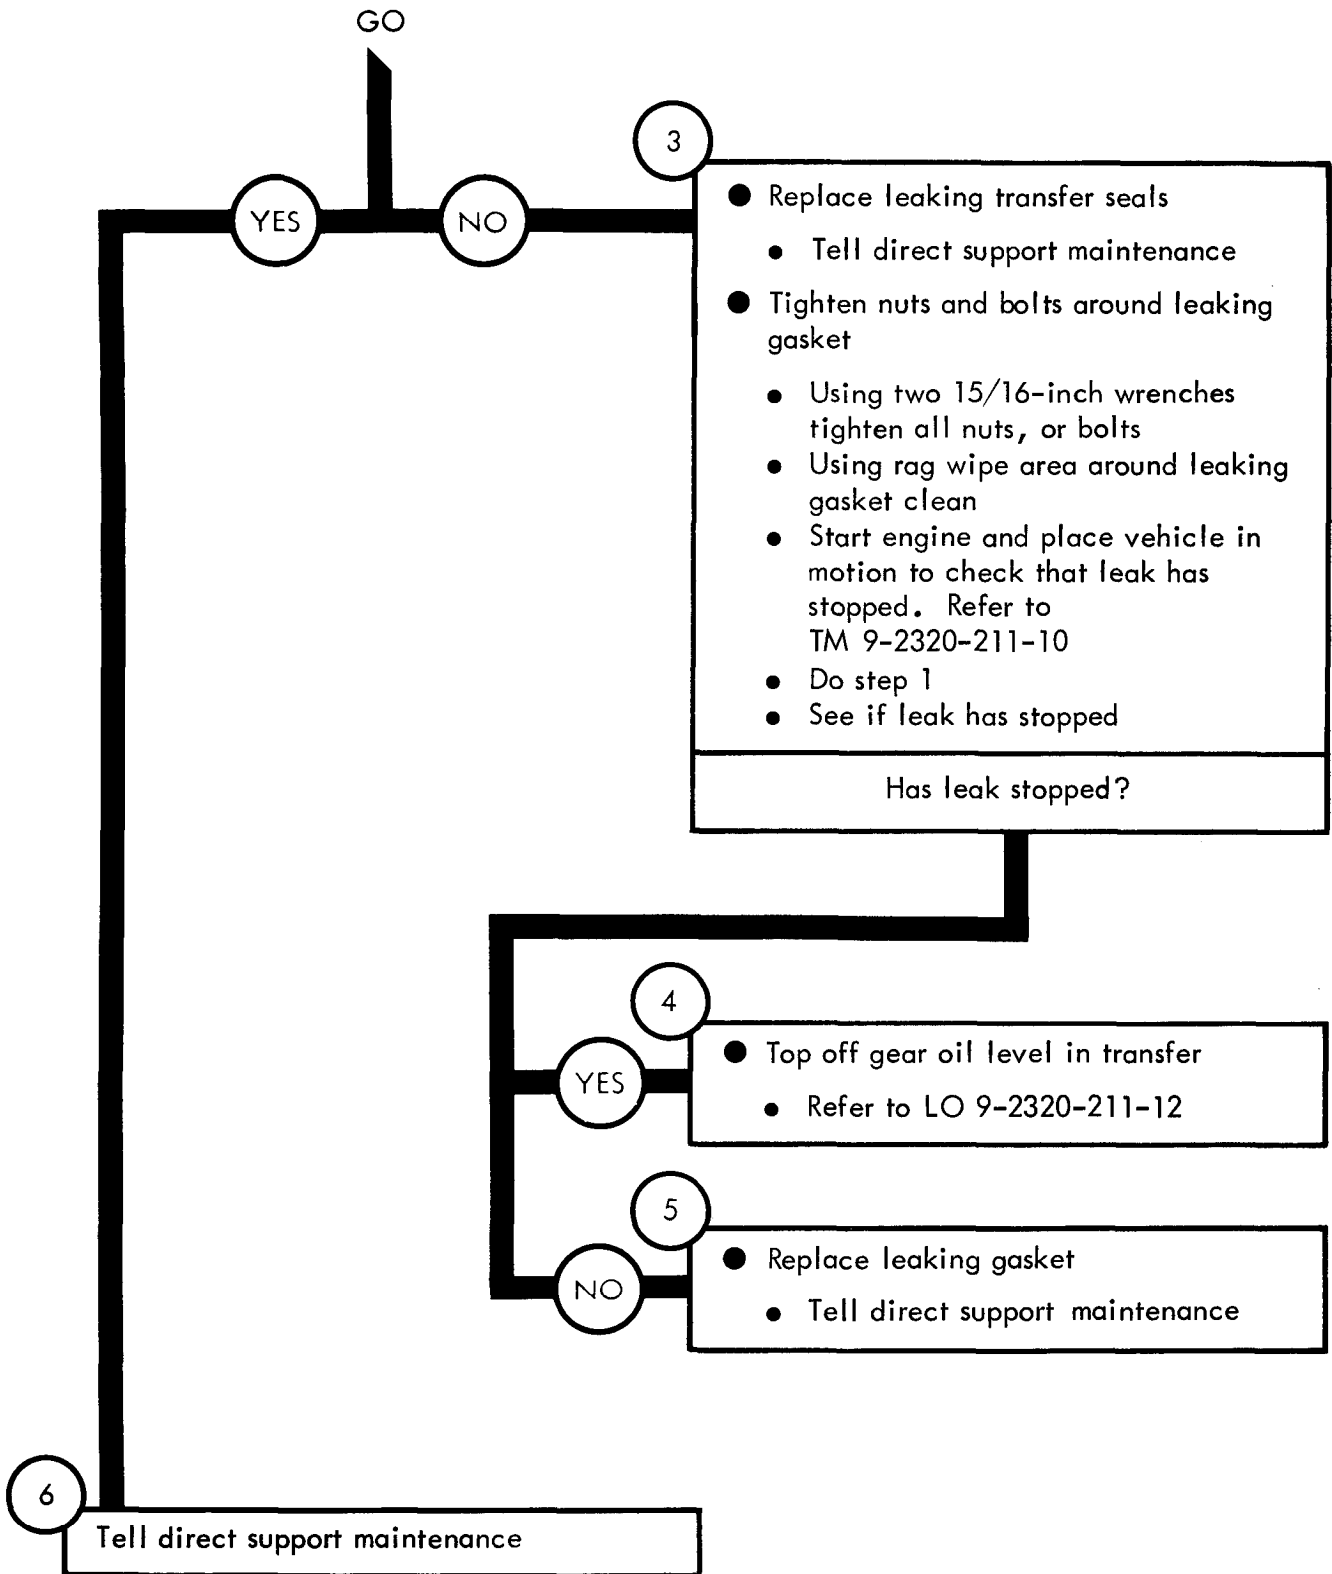 GO
YES
NO
3
● Replace leaking transfer seals
● Tell direct support maintenance
● Tighten nuts and bolts around leaking
gasket
● Using two 15/16-inch wrenches
tighten all nuts, or bolts
● Using rag wipe area around leaking
gasket clean
● Start engine and place vehicle in
motion to check that leak has
stopped. Refer to
TM 9-2320-211-10
● Do step 1
● See if leak has stopped
Has leak stopped?
4
YES
● Top off gear oil level in transfer
● Refer to LO 9-2320-211-12
5
NO
● Replace leaking gasket
● Tell direct support maintenance
6
Tell direct support maintenance